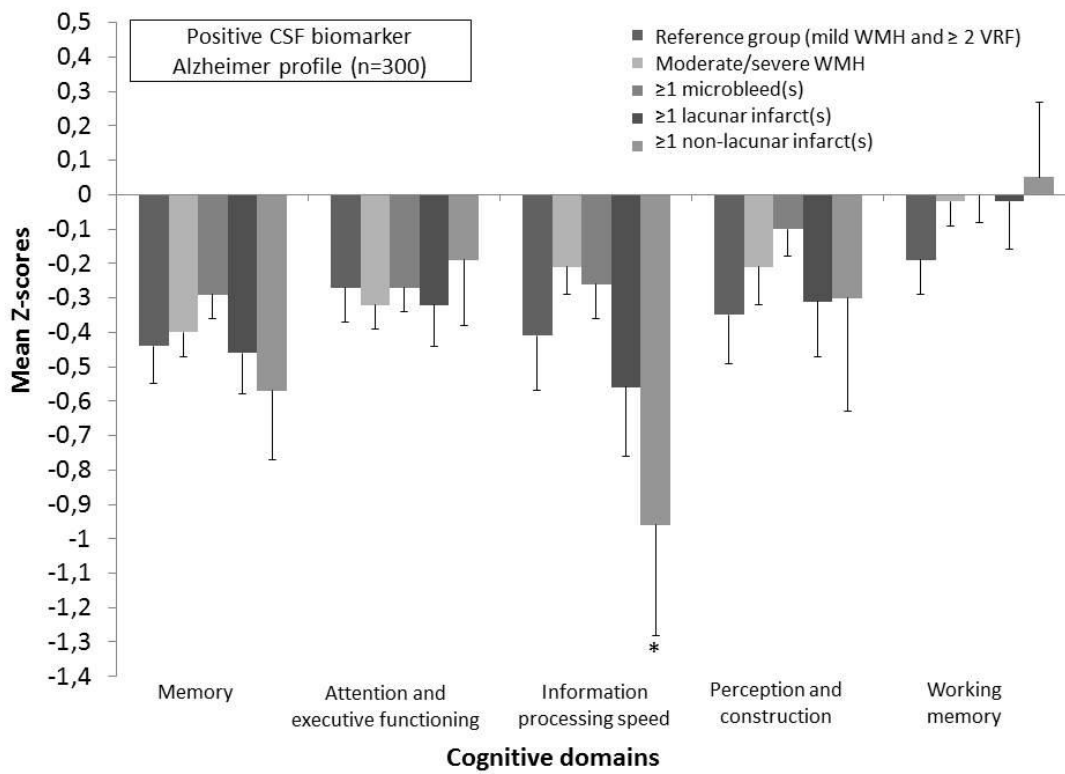 Positive CSF biomarker
Alzheimer profile (n=300)
Reference group (mild WMH and ≥ 2 VRF)
Moderate/severe WMH
≥1 microbleed(s)
≥1 lacunar infarct(s)
≥1 non-lacunar infarct(s)
Mean Z-scores
0,5
0,4
0,3
0,2
0,1
0
-0,1
-0,2
-0,3
-0,4
-0,5
-0,6
-0,7
-0,8
-0,9
-1
-1,1
-1,2
-1,3
-1,4
*
Memory
Attention and
executive functioning
Information
processing speed
Perception and
construction
Working
memory
Cognitive domains